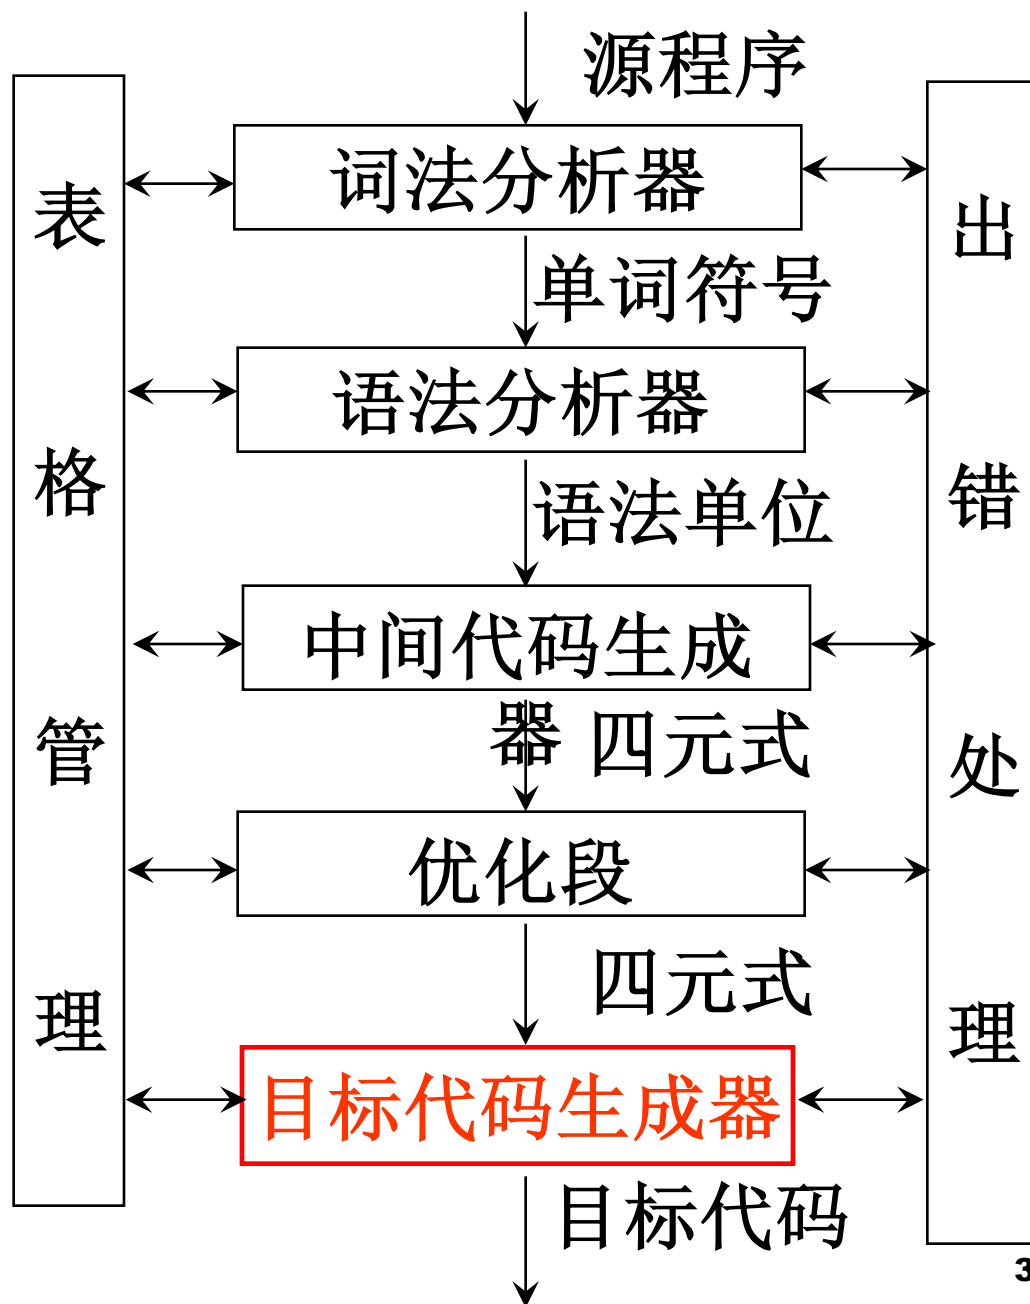 源程序
词法分析器
单词符号
语法分析器
语法单位
中间代码生成
器
四元式
优化段
四元式
目标代码生成器
目标代码
表
格
管
理
出
错
处
理
3